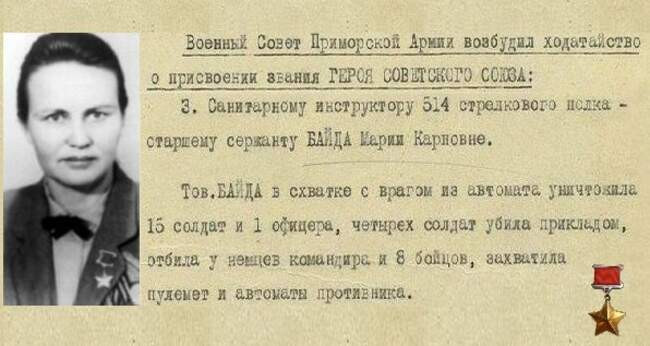 Военный Совет Приморской Армии возбудил ходатайство
о присвоении звания ГЕРОЯ СОВЕТСКОГО СОЮЗА:
3. Санитарному инструктору 514 стрелкового полка -
старшему сержанту БАЙДА Марии Карповне.
Тов.БАЙДА в схватке с врагом из автомата уничтожила
15 солдат и 1 офицера, четырех солдат убила прикладом,
отбила у немцев командира и 8 бойцов, захватила
пулемет и автоматы противника.